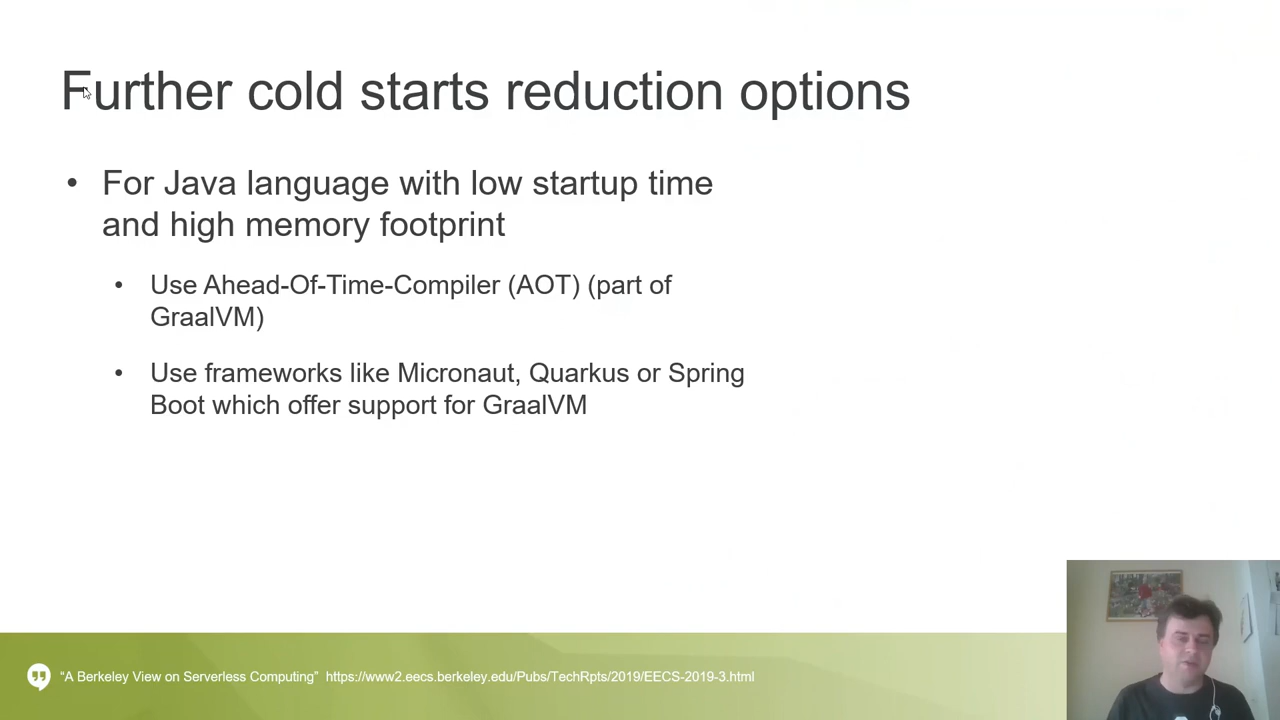 Further cold starts reduction options
• For Java language with low startup time
and high memory footprint
• Use Ahead-Of-Time-Compiler (AOT) (part of
GraalVM)
• Use frameworks like Micronaut, Quarkus or Spring
Boot which offer support for GraalVM
“A Berkeley View on Serverless Computing” https://www2.eecs.berkeley.edu/Pubs/TechRpts/2019/EECS-2019-3.html